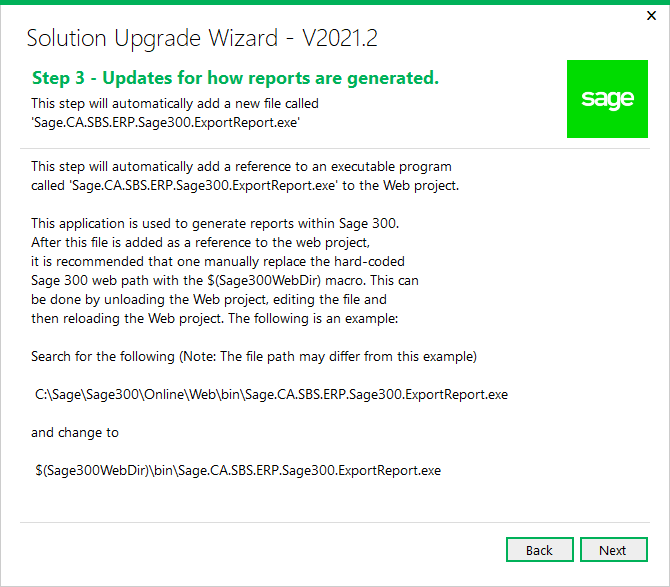 Solution Upgrade Wizard - V2021.2
Step 3 - Updates for how reports are generated.
This step will automatically add a new file called
'Sage.CA.SBS.ERP.Sage300.ExportReport.exe'
sage
This step will automatically add a reference to an executable program
called 'Sage.CA.SBS.ERP.Sage300.ExportReport.exe' to the Web project.
This application is used to generate reports within Sage 300.
After this file is added as a reference to the web project,
it is recommended that one manually replace the hard-coded
Sage 300 web path with the $(Sage300WebDir) macro. This can
be done by unloading the Web project, editing the file and
then reloading the Web project. The following is an example:
Search for the following (Note: The file path may differ from this example)
C:\Sage\Sage300\Online\Web\bin\Sage.CA.SBS.ERP.Sage300.ExportReport.exe
and change to
$(Sage300WebDir)\bin\Sage.CA.SBS.ERP.Sage300.ExportReport.exe
Back
Next